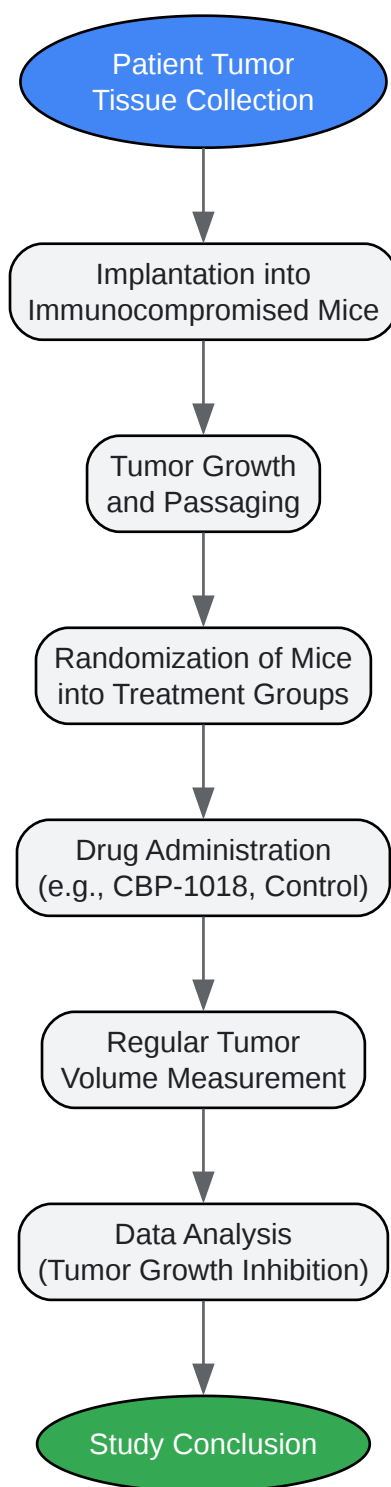 Patient Tumor
Tissue Collection
Implantation into
Immunocompromised Mice
Tumor Growth
and Passaging
Randomization of Mice
into Treatment Groups
Drug Administration
(e.g., CBP-1018, Control)
Regular Tumor
Volume Measurement
Data Analysis
(Tumor Growth Inhibition)
Study Conclusion